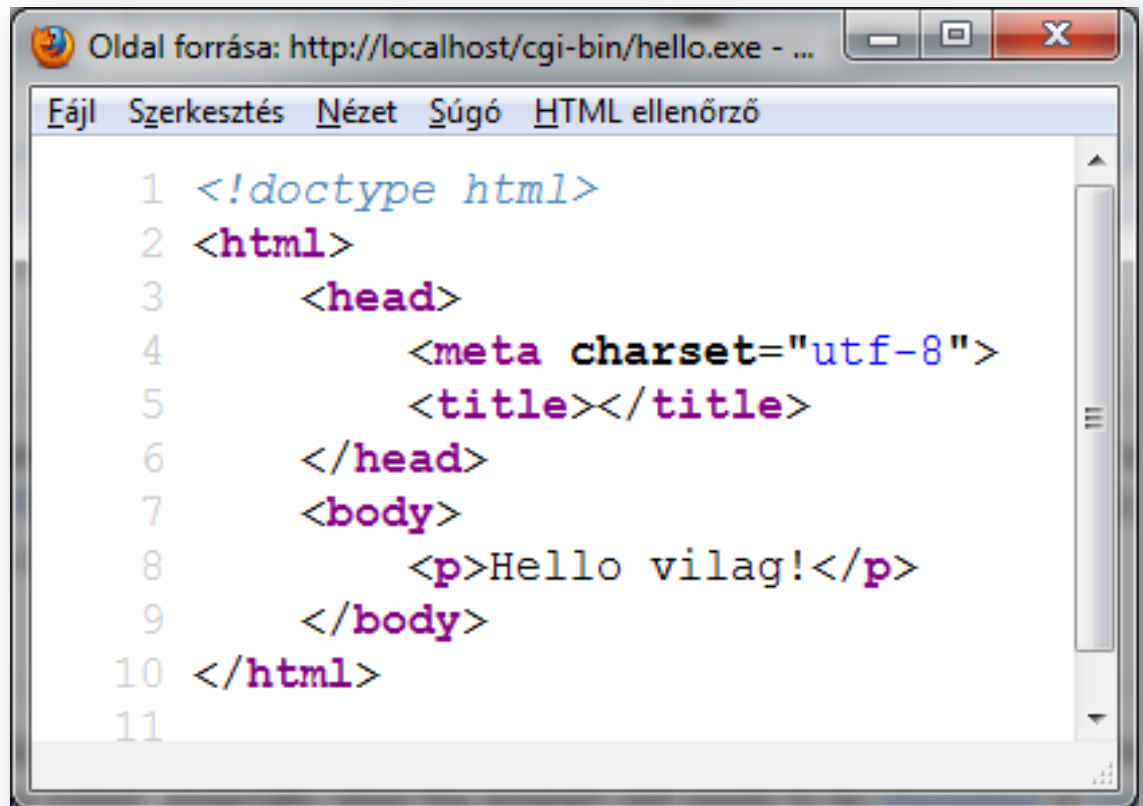 Oldal forrása: http://localhost/cgi-bin/hello.exe - ...
Fájl Szerkesztés Nézet Súgó HTML ellenőrző
1 <!doctype html>
2 <html>
3 <head>
4 <meta charset="utf-8">
5 <title></title>
6 </head>
7 <body>
8 <p>Hello vilag!</p>
9 </body>
10 </html>
11